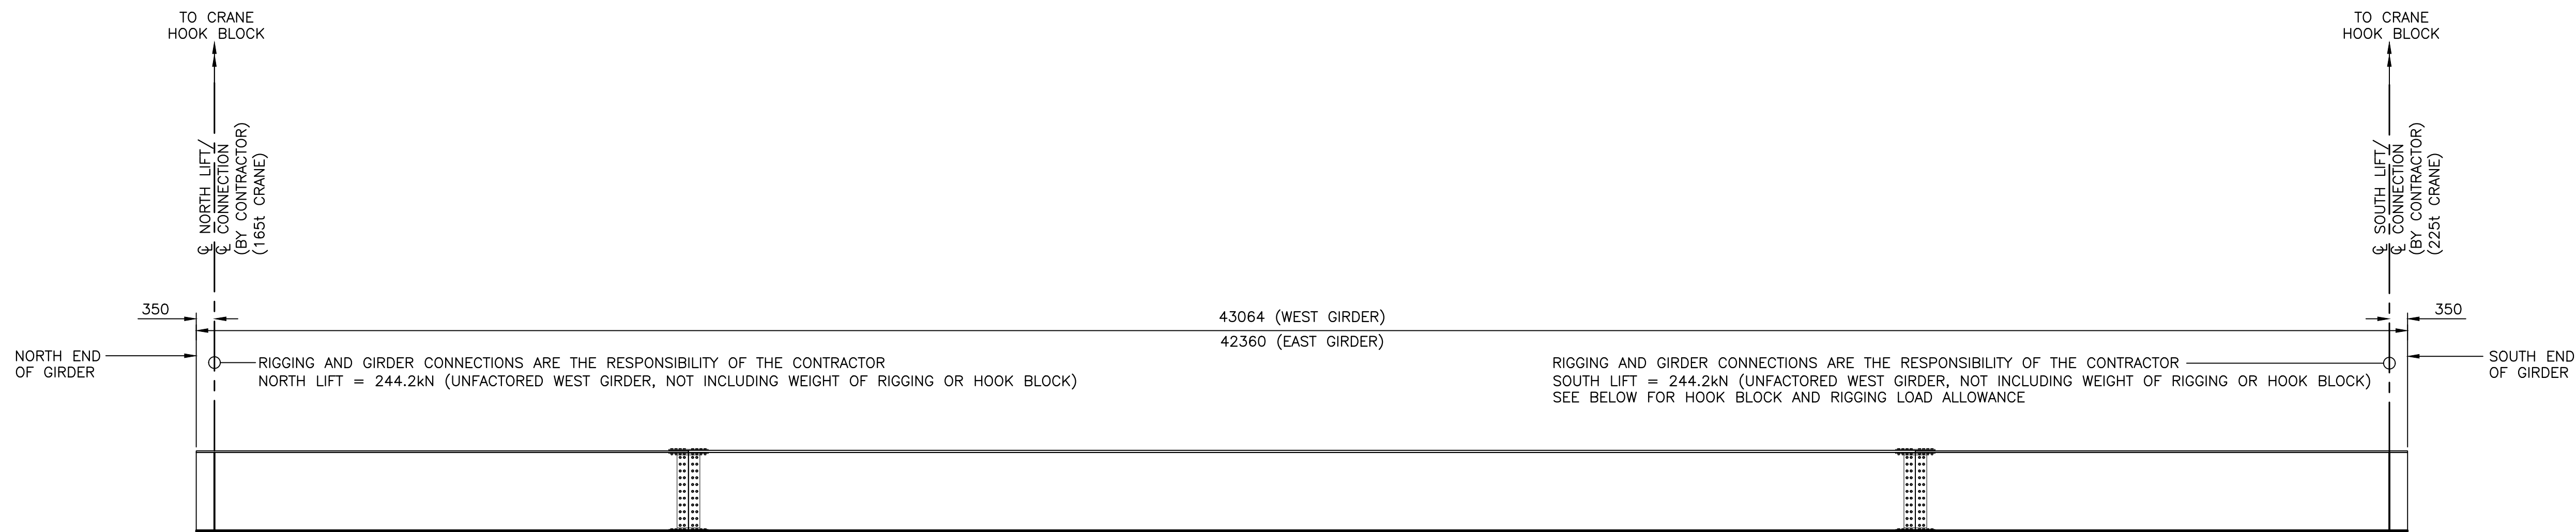 TO CRANE
HOOK BLOCK
TO CRANE
HOOK BLOCK
℄ NORTH LIFT/
℄ CONNECTION
(BY CONTRACTOR)
(165t CRANE)
℄ SOUTH LIFT/
℄ CONNECTION
(BY CONTRACTOR)
(225t CRANE)
350
43064 (WEST GIRDER)
350
42360 (EAST GIRDER)
NORTH END
OF GIRDER
RIGGING AND GIRDER CONNECTIONS ARE THE RESPONSIBILITY OF THE CONTRACTOR
NORTH LIFT = 244.2kN (UNFACTORED WEST GIRDER, NOT INCLUDING WEIGHT OF RIGGING OR HOOK BLOCK)
RIGGING AND GIRDER CONNECTIONS ARE THE RESPONSIBILITY OF THE CONTRACTOR
SOUTH LIFT = 244.2kN (UNFACTORED WEST GIRDER, NOT INCLUDING WEIGHT OF RIGGING OR HOOK BLOCK)
SEE BELOW FOR HOOK BLOCK AND RIGGING LOAD ALLOWANCE
SOUTH END
OF GIRDER